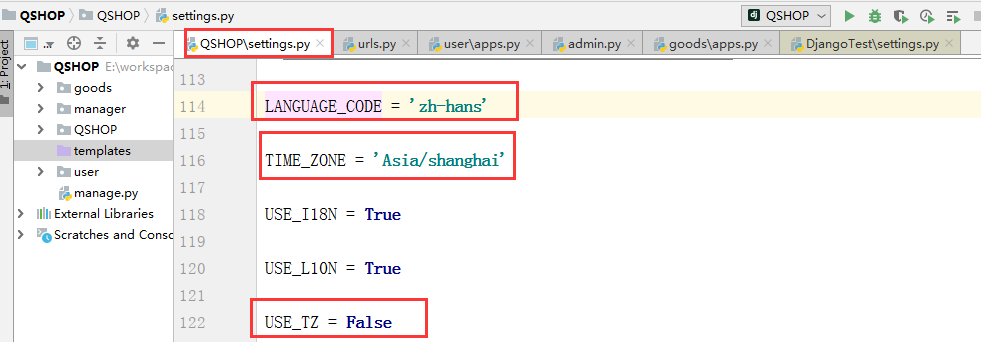 QSHOP QSHOP settings.py QSHOP
1: Project QSHOP\settings.py urls.py user\apps.py admin.py goods\apps.py DjangoTest\settings.py
QSHOP E:\workspac
goods
manager
QSHOP
templates
user
manage.py
External Libraries
Scratches and Consc
113
114 LANGUAGE_CODE = 'zh-hans'
115
116 TIME_ZONE = 'Asia/shanghai'
117
118 USE_I18N = True
119
120 USE_L10N = True
121
122 USE_TZ = False